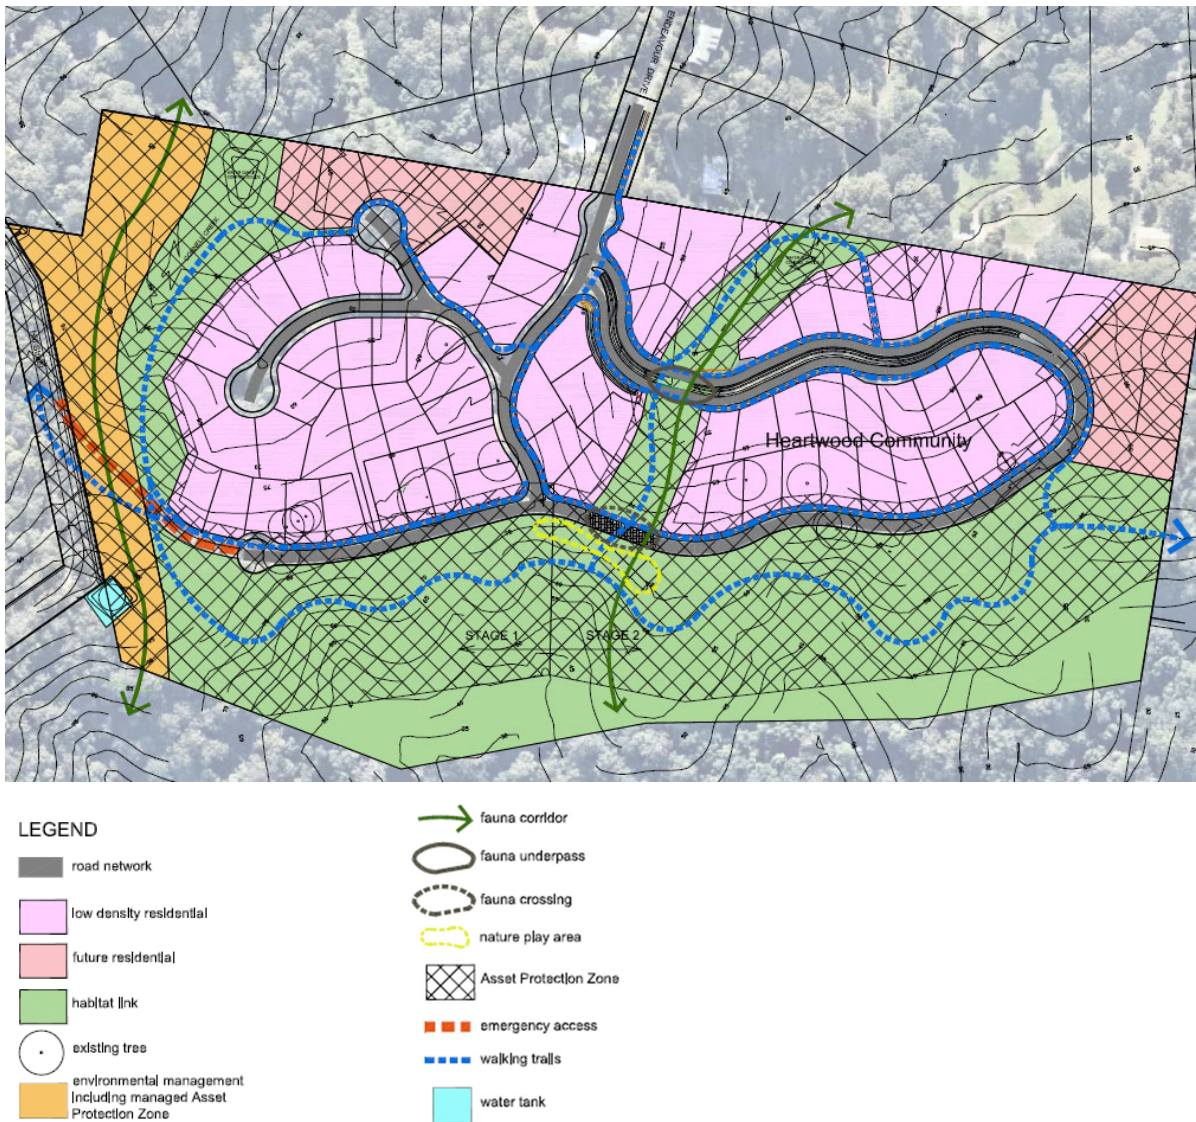 ENDEAVOUR DRIVE
Heartwood Community
STAGE 1
STAGE 2
LEGEND
road network
low density residential
future residential
habitat link
existing tree
environmental management
including managed Asset
Protection Zone
fauna corridor
fauna underpass
fauna crossing
nature play area
Asset Protection Zone
emergency access
walking trails
water tank